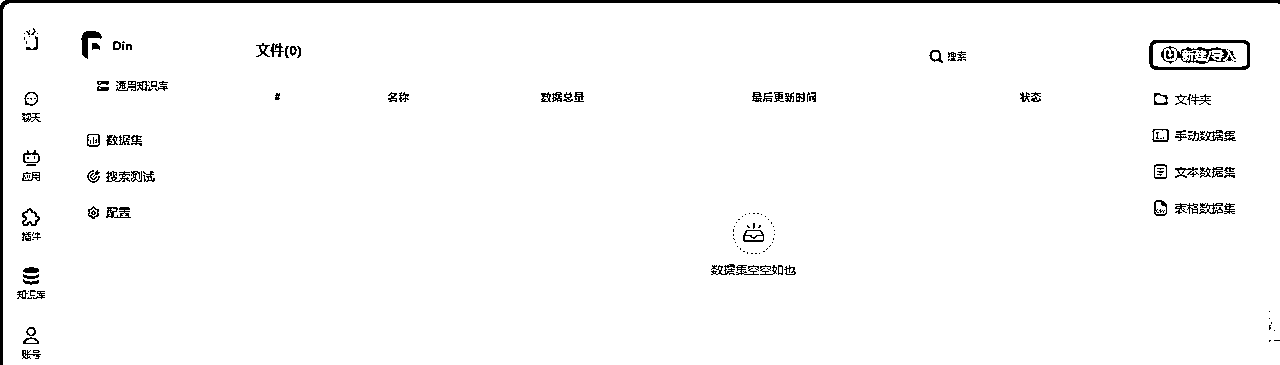 Din
文件(0)
搜索
新建/导入
通用知识库
#
名称
数据总量
最后更新时间
状态
文件夹
聊天
手动数据集
数据集
应用
搜索测试
文本数据集
配置
表格数据集
插件
数据集空空如也
知识库
账号